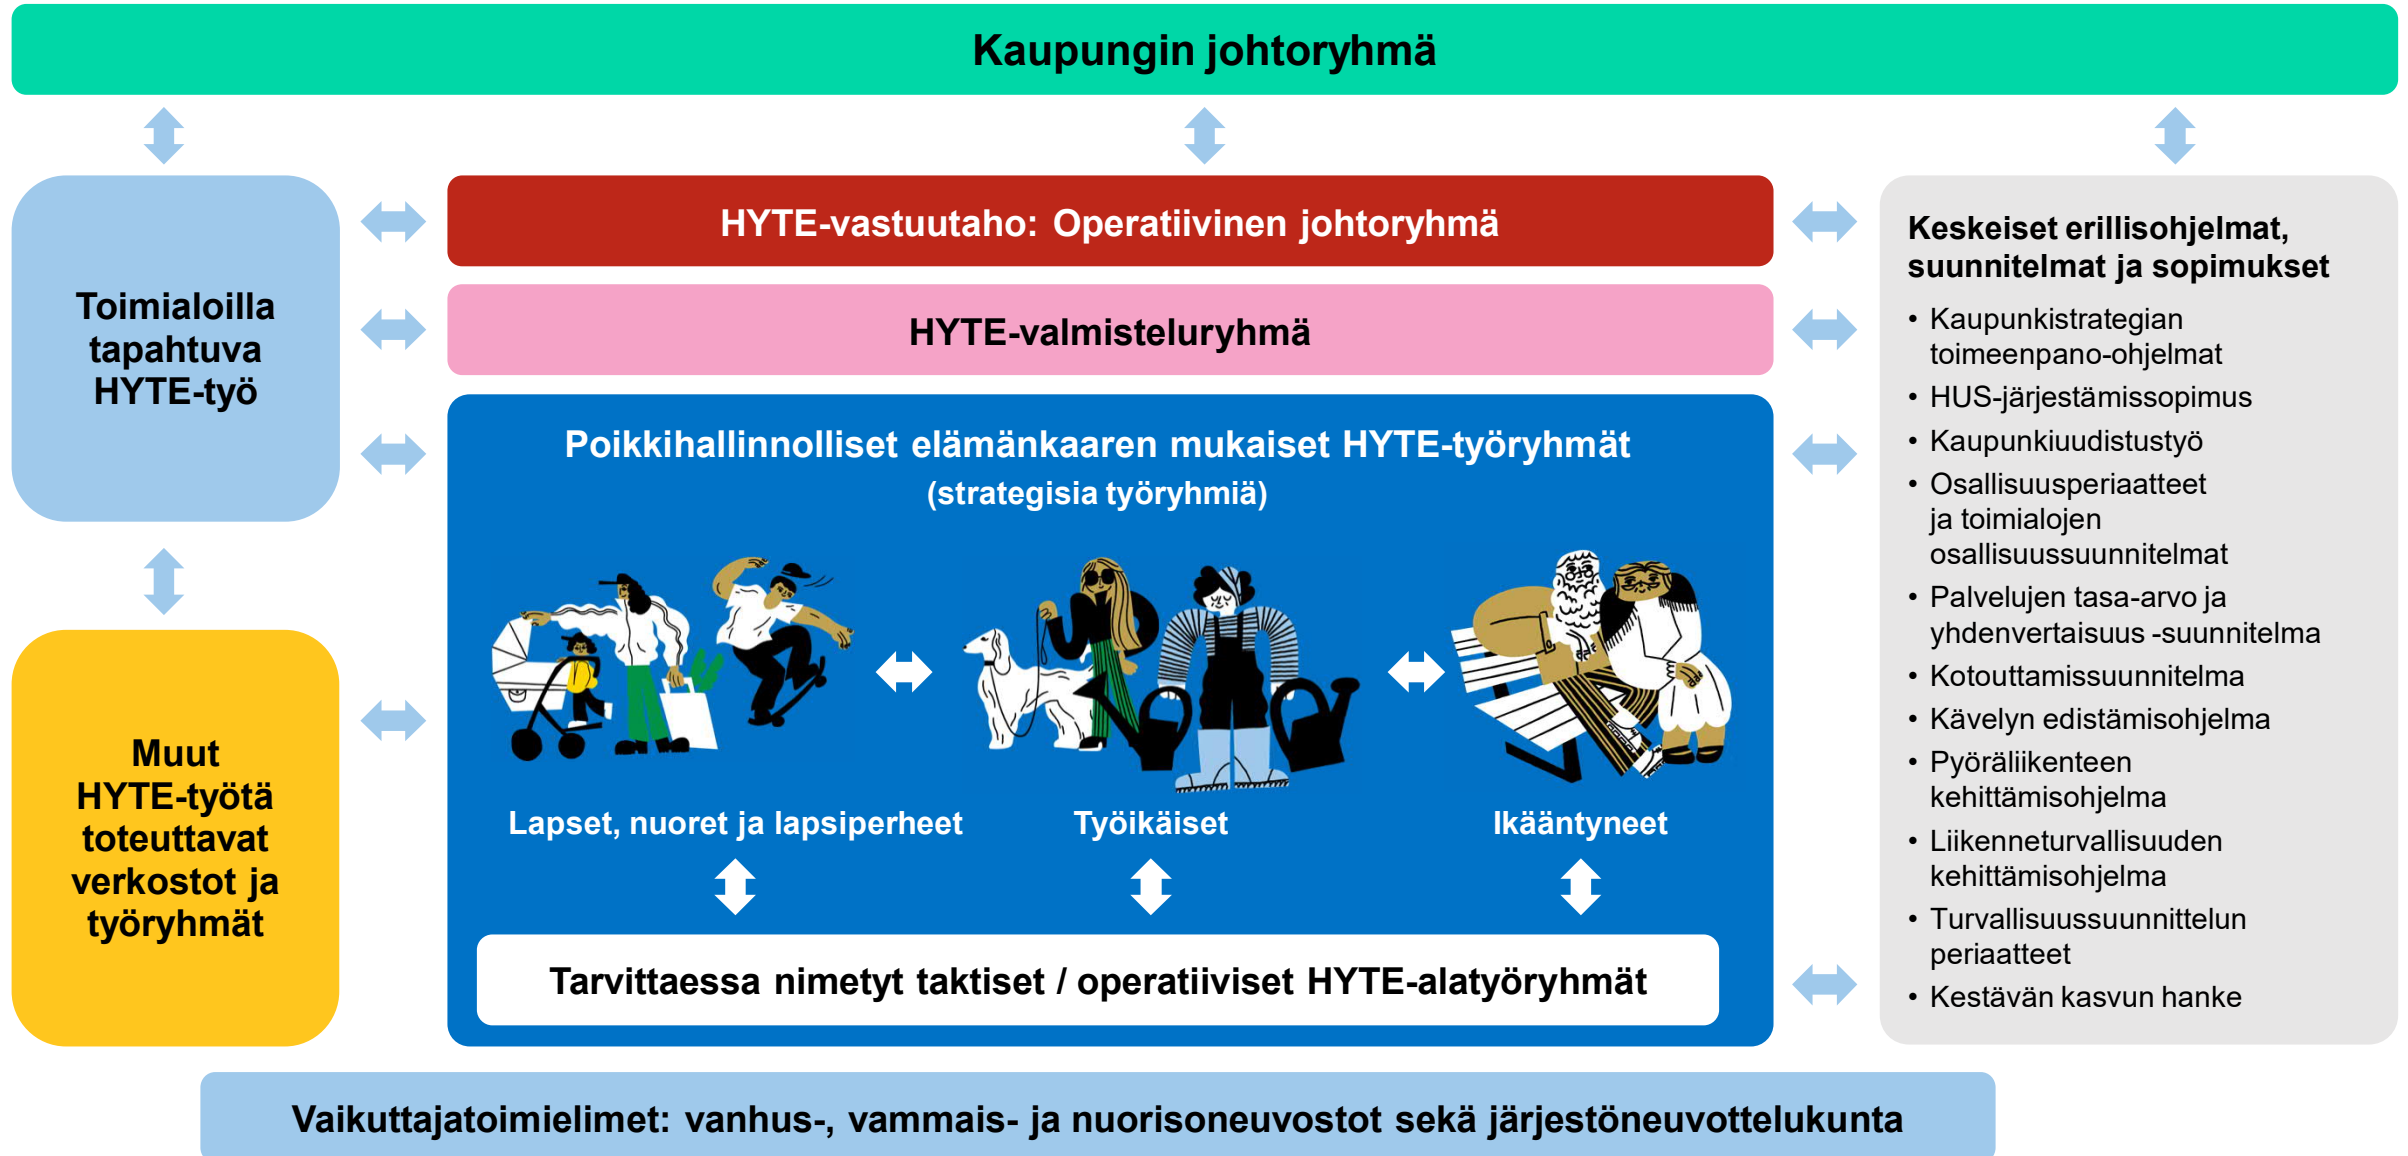 Kaupungin johtoryhmä
Toimialoilla
tapahtuva
HYTE-työ
Muut
HYTE-työtä
toteuttavat
verkostot ja
työryhmät
HYTE-vastuutaho: Operatiivinen johtoryhmä
HYTE-valmisteluryhmä
Poikkihallinnolliset elämänkaaren mukaiset HYTE-työryhmät
(strategisia työryhmiä)
Lapset, nuoret ja lapsiperheet
Työikäiset
Ikääntyneet
Tarvittaessa nimetyt taktiset / operatiiviset HYTE-alatyöryhmät
Keskeiset erillisohjelmat,
suunnitelmat ja sopimukset
• Kaupunkistrategian
toimeenpano-ohjelmat
• HUS-järjestämissopimus
• Kaupunkiuudistustyö
• Osallisuusperiaatteet
ja toimialojen
osallisuussuunnitelmat
• Palvelujen tasa-arvo ja
yhdenvertaisuus -suunnitelma
• Kotouttamissuunnitelma
• Kävelyn edistämisohjelma
• Pyöräliikenteen
kehittämisohjelma
• Liikenneturvallisuuden
kehittämisohjelma
• Turvallisuussuunnittelun
periaatteet
• Kestävän kasvun hanke
Vaikuttajatoimielimet: vanhus-, vammais- ja nuorisoneuvostot sekä järjestöneuvottelukunta